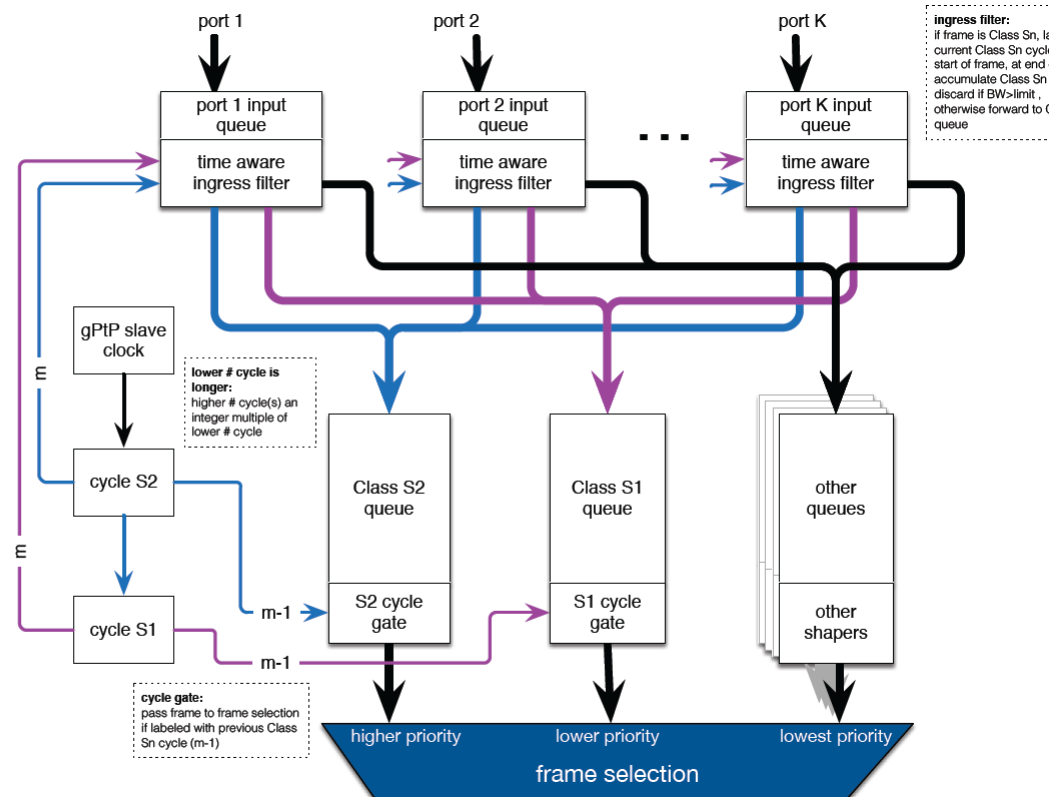 port 1
port 2
port K
ingress filter:
if frame is Class Sn,
current Class Sn
start of frame, at end
accumulate Class Sn
discard if BW>limit ,
otherwise forward to
queue
port 1 input
queue
port 2 input
queue
port K input
queue
...
time aware
ingress filter
time aware
ingress filter
time aware
ingress filter
gPtP slave
clock
m
lower # cycle is
longer:
higher # cycle(s) an
integer multiple of
lower # cycle
cycle S2
Class S2
queue
Class S1
queue
other
queues
m
cycle S1
m-1
S2 cycle
gate
S1 cycle
gate
other
shapers
m-1
cycle gate:
pass frame to frame selection
if labeled with previous Class
Sn cycle (m-1)
higher priority
lower priority
lowest priority
frame selection